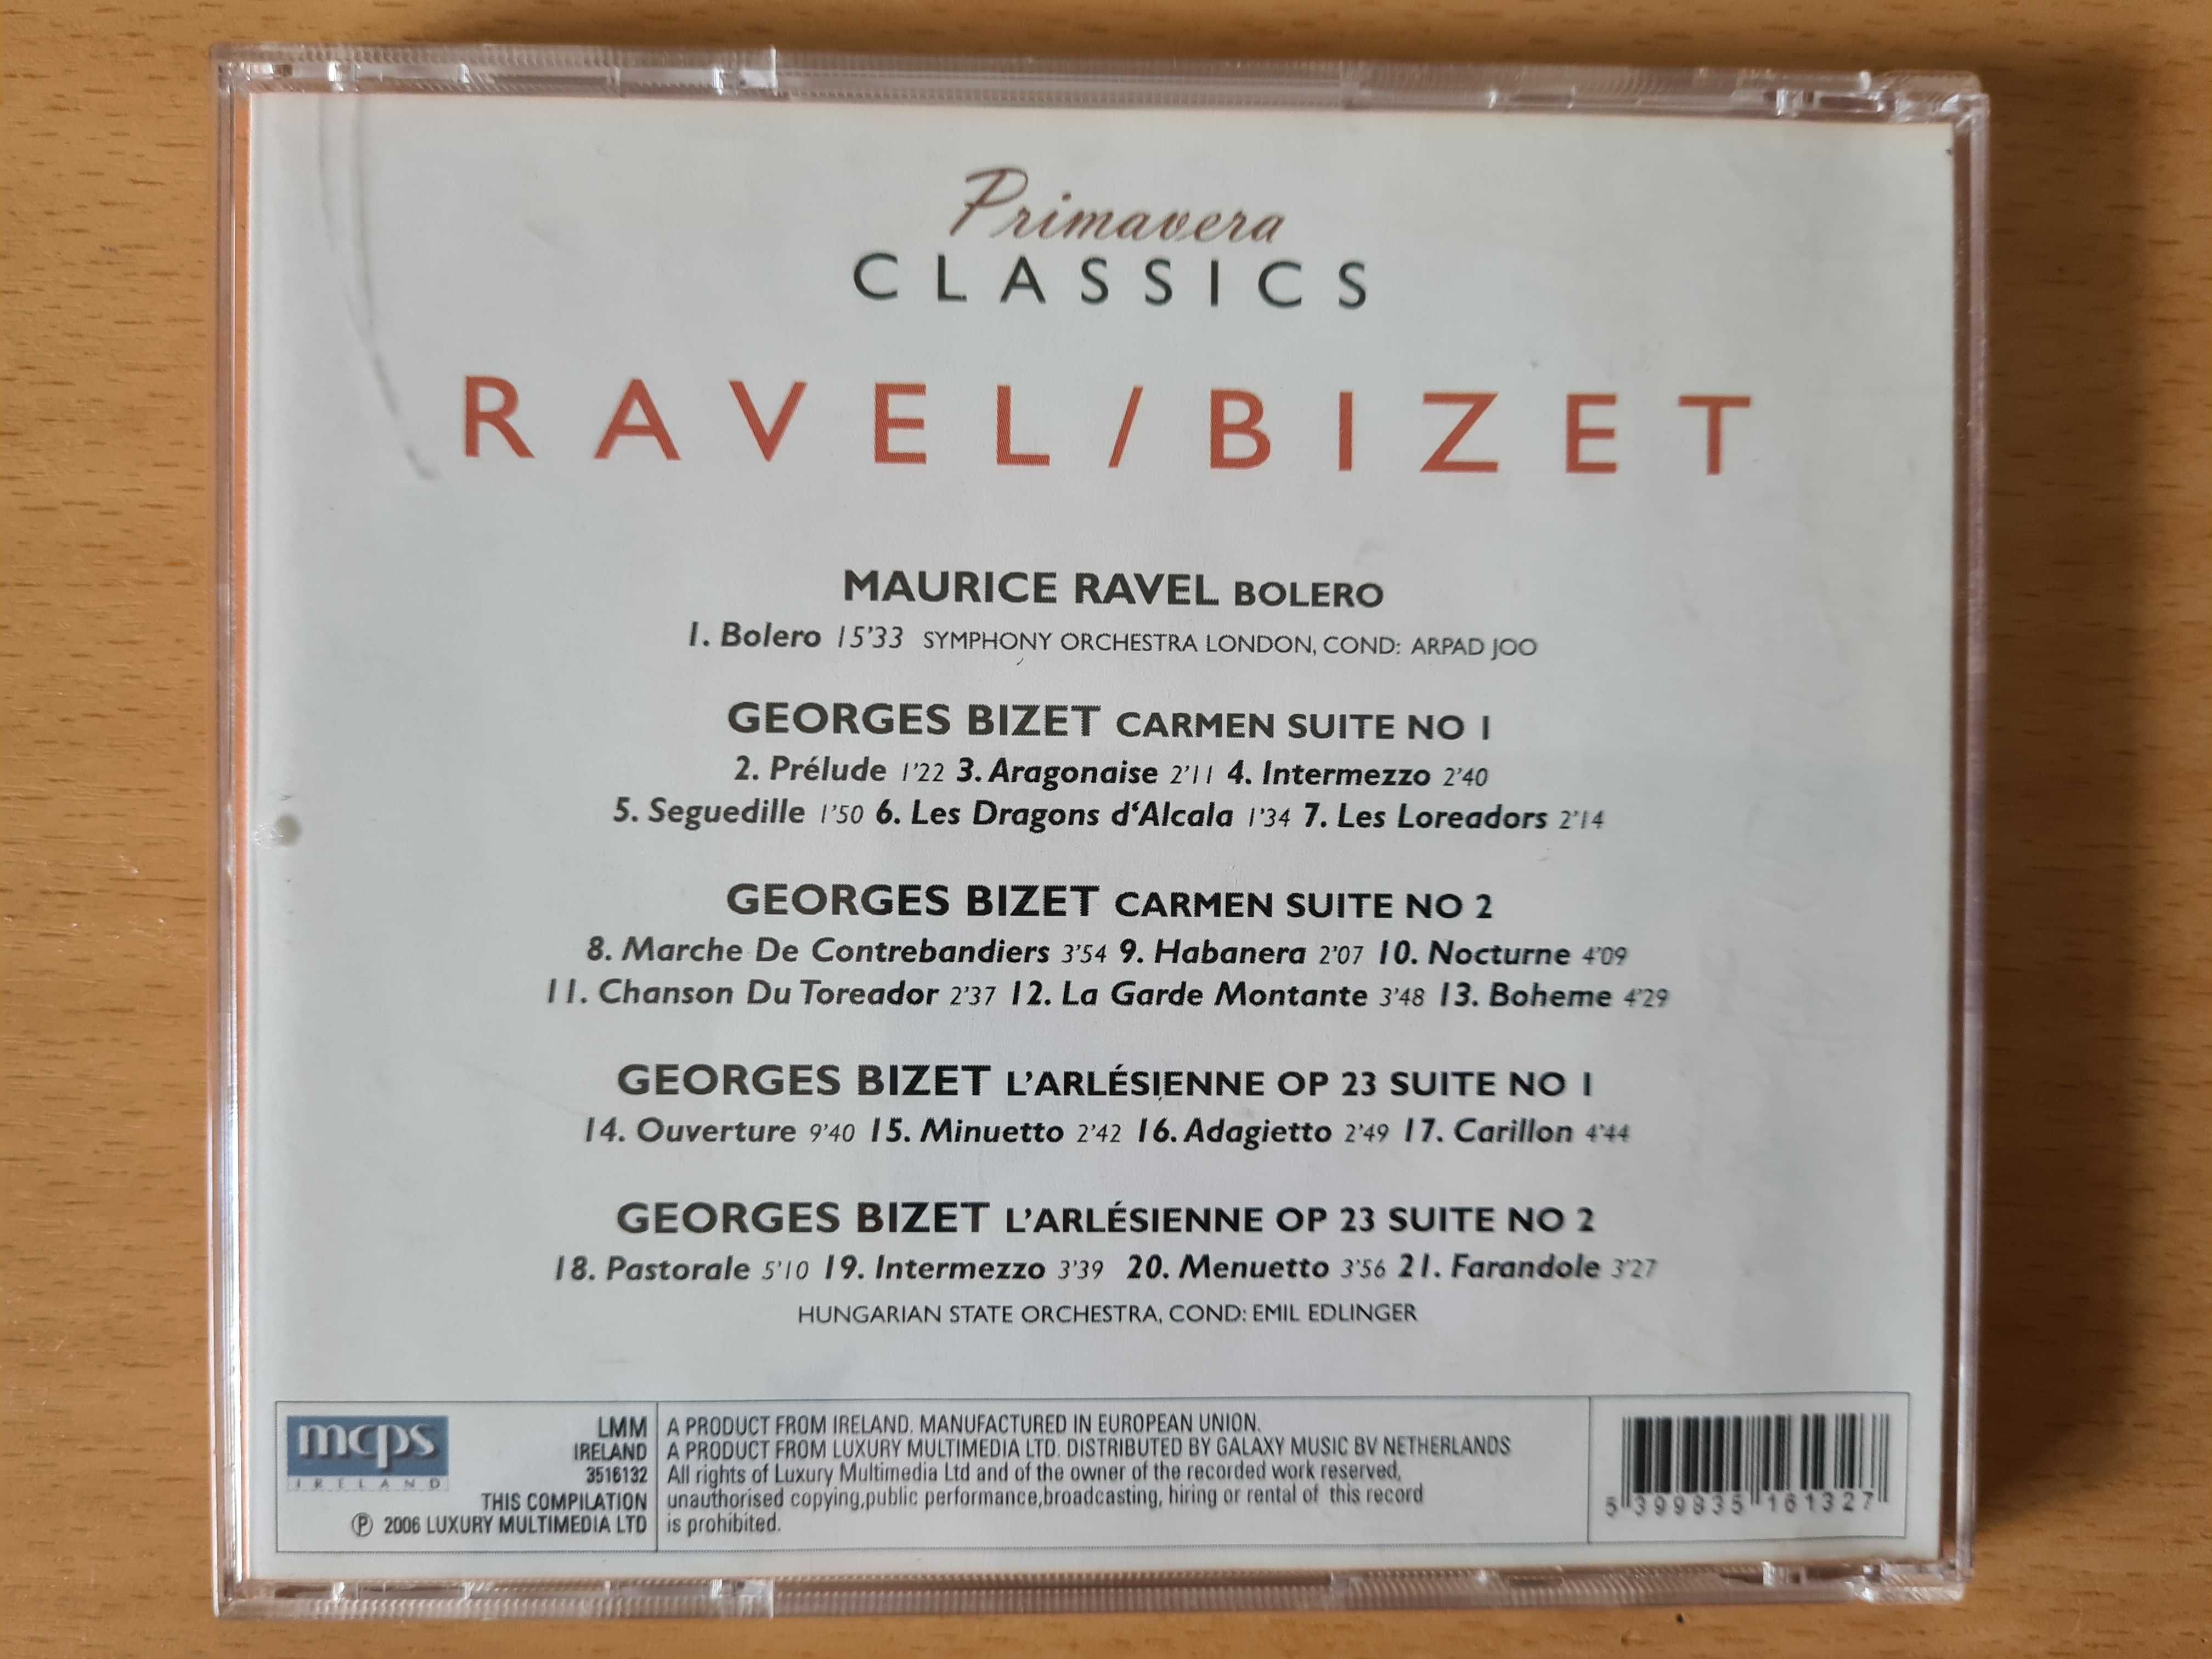 Primavera
CLASSICS
RAVEL/BIZET
MAURICE RAVEL BOLERO
1. Bolero 15'33 SYMPHONY ORCHESTRA LONDON, COND: ARPAD JOO
GEORGES BIZET CARMEN SUITE NO 1
2. Prélude 1'22 3. Aragonaise 2'11 4. Intermezzo 2'40
5. Seguedille 1'50 6. Les Dragons d‘Alcala 1'34 7. Les Loreadors 2'14
GEORGES BIZET CARMEN SUITE NO 2
8. Marche De Contrebandiers 3'54 9. Habanera 2'07 10. Nocturne 4'09
11. Chanson Du Toreador 2'37 12. La Garde Montante 3'48 13. Boheme 4'29
GEORGES BIZET L'ARLÉSIENNE OP 23 SUITE NO 1
14. Ouverture 9'40 15. Minuetto 2'42 16. Adagietto 2'49 17. Carillon 4'44
GEORGES BIZET L'ARLÉSIENNE OP 23 SUITE NO 2
18. Pastorale 5'10 19. Intermezzo 3'39 20. Menuetto 3'56 21. Farandole 3'27
HUNGARIAN STATE ORCHESTRA, COND: EMIL EDLINGER
mcps
IRELAND
LMM
IRELAND
3516132
THIS COMPILATION
℗ 2006 LUXURY MULTIMEDIA LTD
A PRODUCT FROM IRELAND. MANUFACTURED IN EUROPEAN UNION.
A PRODUCT FROM LUXURY MULTIMEDIA LTD. DISTRIBUTED BY GALAXY MUSIC BV NETHERLANDS
All rights of Luxury Multimedia Ltd and of the owner of the recorded work reserved,
unauthorised copying,public performance,broadcasting, hiring or rental of this record
is prohibited.
5 399835 161327